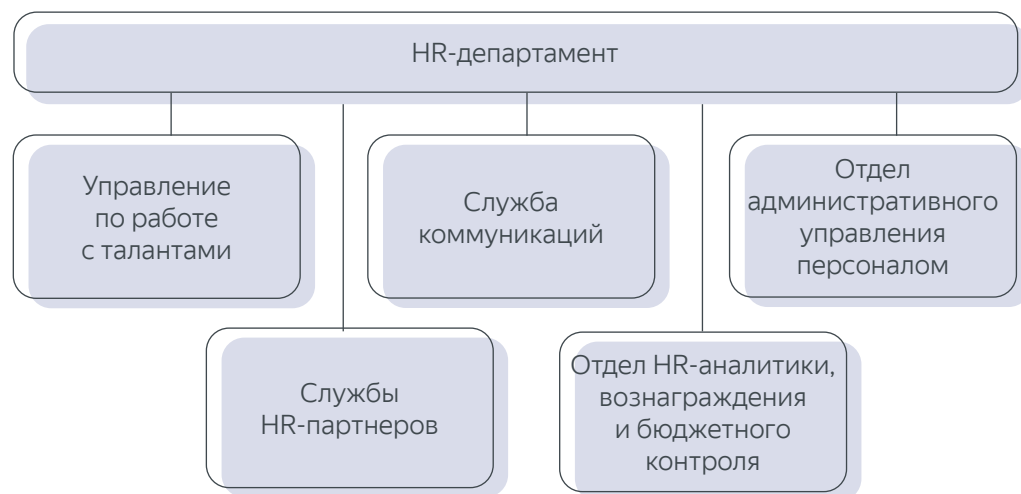 HR-департамент
Управление
по работе
с талантами
Служба
коммуникаций
Отдел
административного
управления
персоналом
Службы
HR-партнеров
Отдел HR-аналитики,
вознаграждения
и бюджетного
контроля